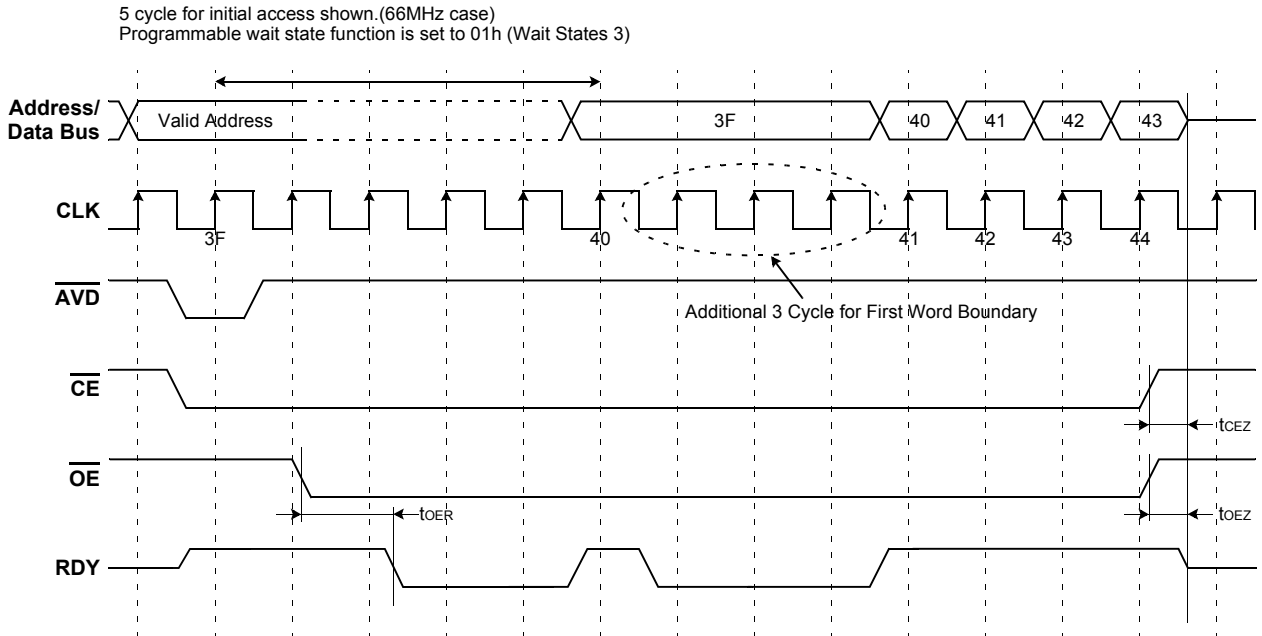 5 cycle for initial access shown.(66MHz case)
Programmable wait state function is set to 01h (Wait States 3)
Address/
Data Bus
Valid Address
3F
40
41
42
43
CLK
3F
40
41
42
43
44
AVD
Additional 3 Cycle for First Word Boundary
CE
tCEZ
OE
tOER
tOEZ
RDY